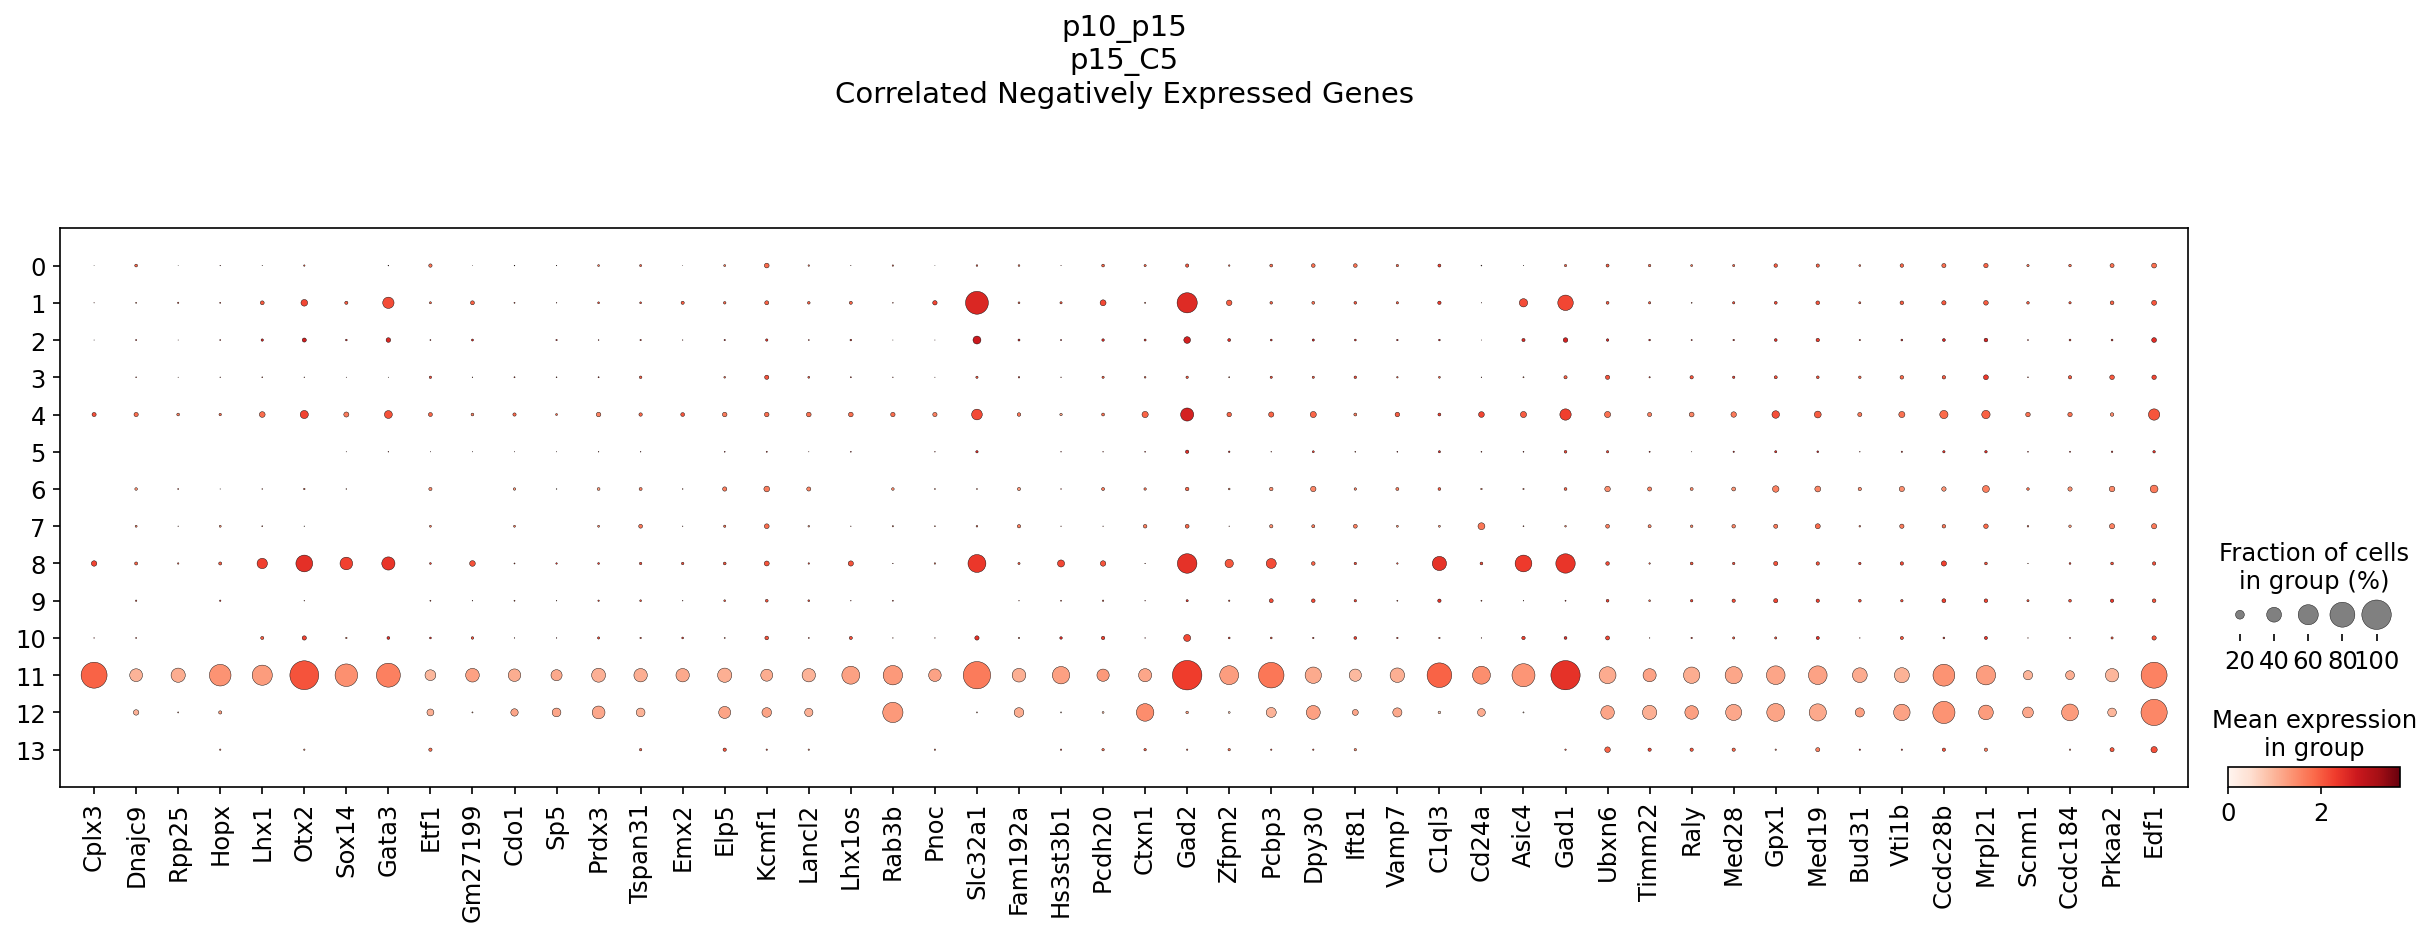 p10_p15
p15_C5
Correlated Negatively Expressed Genes
0
1
2
3
4
5
6
7
8
9
10
11
12
13
Cplx3
Dnajc9
Rpp25
Hopx
Lhx1
Otx2
Sox14
Gata3
Etf1
Gm27199
Cdo1
Sp5
Prdx3
Tspan31
Emx2
Elp5
Kcmf1
Lancl2
Lhx1os
Rab3b
Pnoc
Slc32a1
Fam192a
Hs3st3b1
Pcdh20
Ctxn1
Gad2
Zfpm2
Pcbp3
Dpy30
Ift81
Vamp7
C1ql3
Cd24a
Asic4
Gad1
Ubxn6
Timm22
Raly
Med28
Gpx1
Med19
Bud31
Vti1b
Ccdc28b
Mrpl21
Scnm1
Ccdc184
Prkaa2
Edf1
Fraction of cells
in group (%)
20 40 60 80 100
Mean expression
in group
0 2